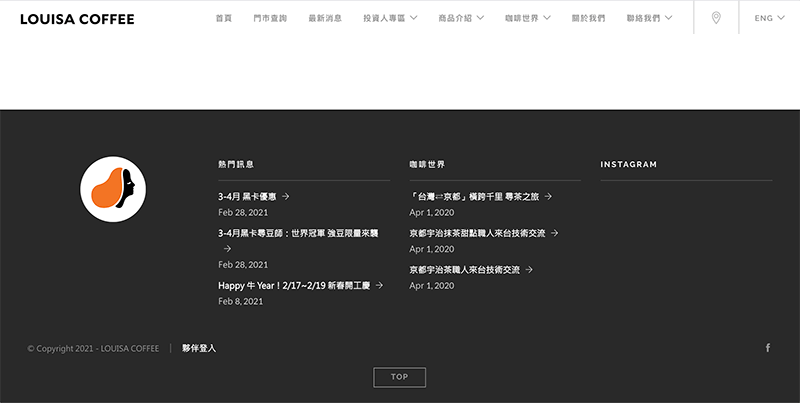 LOUISA COFFEE
首頁 門市查詢 最新消息 投資人專區 商品介紹 咖啡世界 關於我們 聯絡我們 ENG
熱門訊息
3-4月 黑卡優惠 →
Feb 28, 2021
3-4月黑卡尋豆師：世界冠軍 強豆限量來襲
→
Feb 28, 2021
Happy 牛 Year！2/17~2/19 新春開工慶 →
Feb 8, 2021
咖啡世界
「台灣⇄京都」橫跨千里 尋茶之旅 →
Apr 1, 2020
京都宇治抹茶甜點職人來台技術交流 →
Apr 1, 2020
京都宇治茶職人來台技術交流 →
Apr 1, 2020
INSTAGRAM
© Copyright 2021 - LOUISA COFFEE | 夥伴登入
TOP